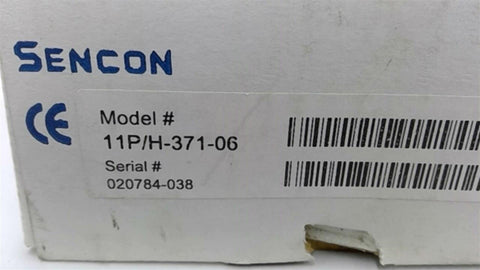 SENCON
CE
Model #
11P/H-371-06
Serial #
020784-038